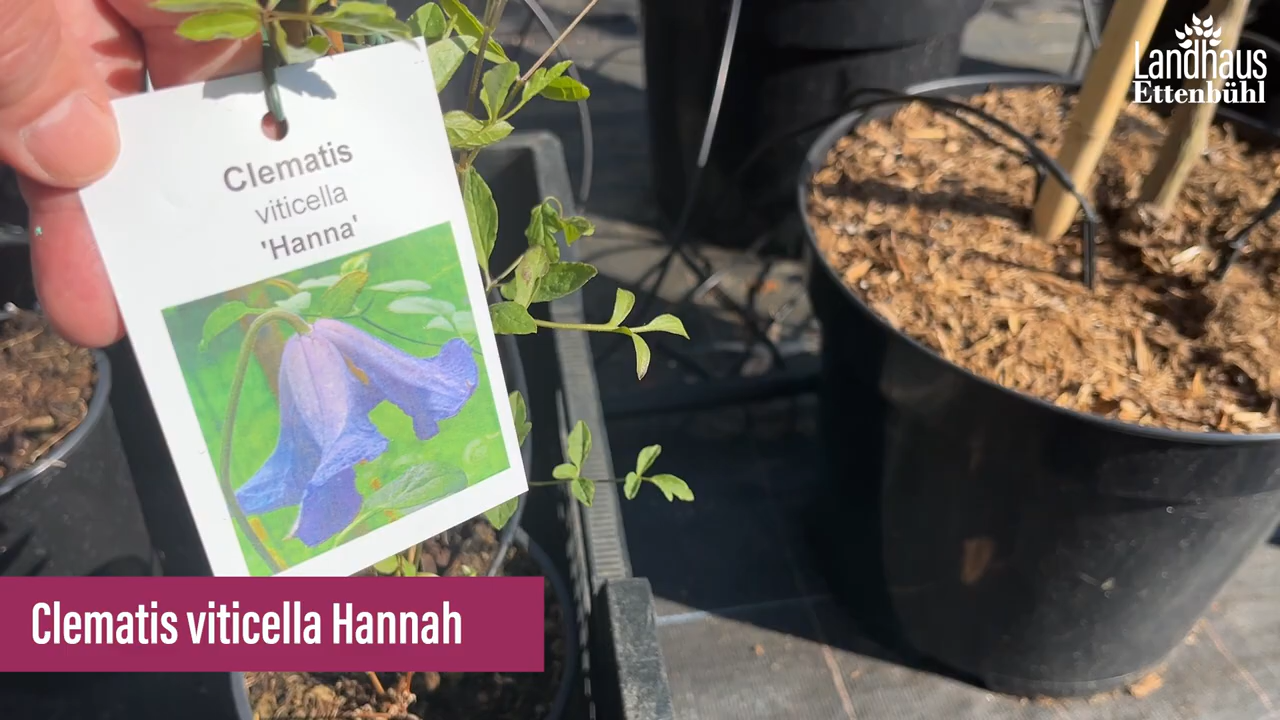 Landhaus
Ettenbühl
Clematis
viticella
'Hanna'
Clematis viticella Hannah